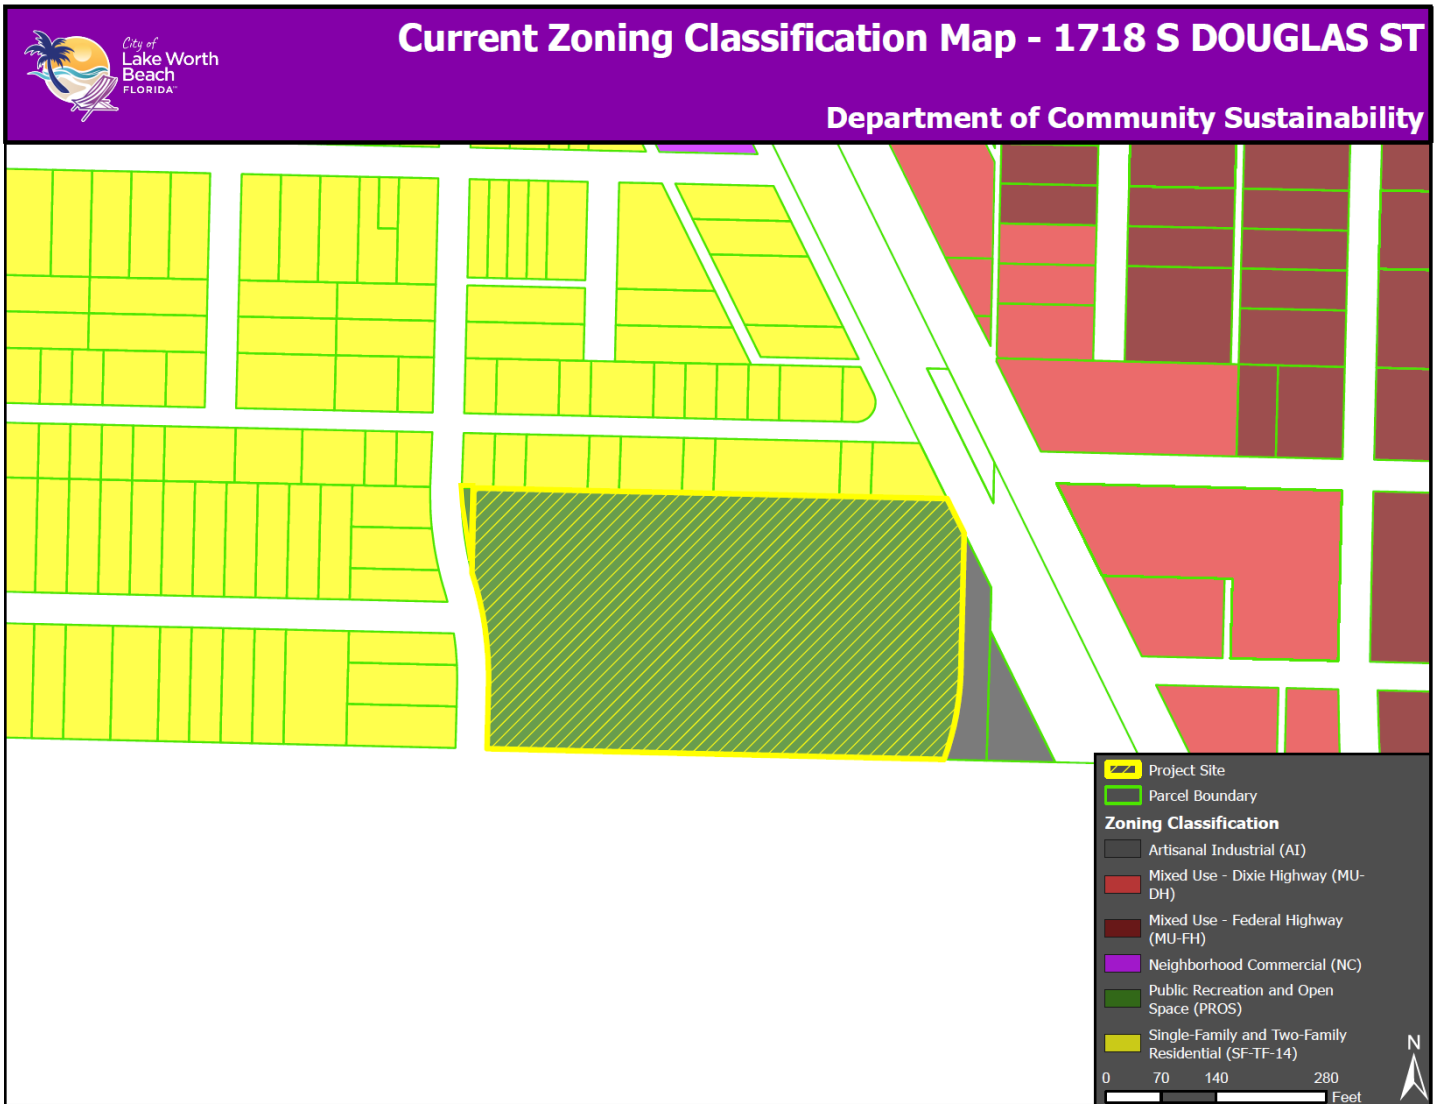 City of
Lake Worth
Beach
FLORIDA™
Current Zoning Classification Map - 1718 S DOUGLAS ST
Department of Community Sustainability
Project Site
Parcel Boundary
Zoning Classification
Artisanal Industrial (AI)
Mixed Use - Dixie Highway (MU-
DH)
Mixed Use - Federal Highway
(MU-FH)
Neighborhood Commercial (NC)
Public Recreation and Open
Space (PROS)
Single-Family and Two-Family
Residential (SF-TF-14)
N
0 70 140 280
Feet